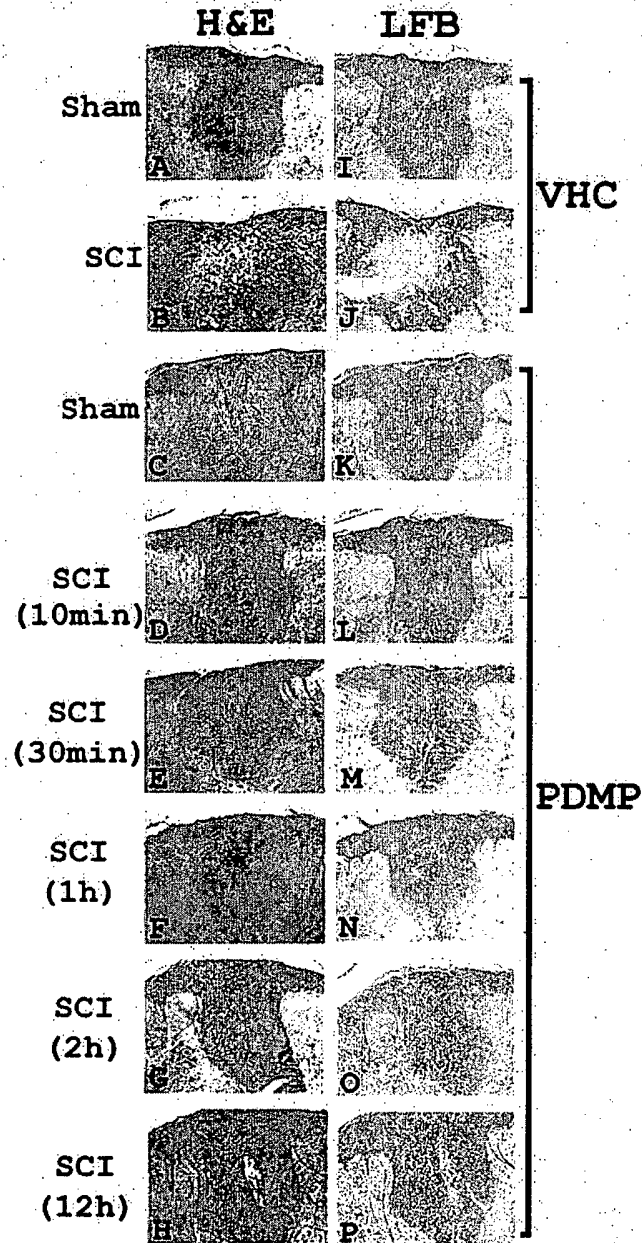 H&E LFB
Sham A I
VHC
SCI B J
Sham C K
SCI
(10min) D L
SCI
(30min) E M
PDMP
SCI
(1h) F N
SCI
(2h) G O
SCI
(12h) H P